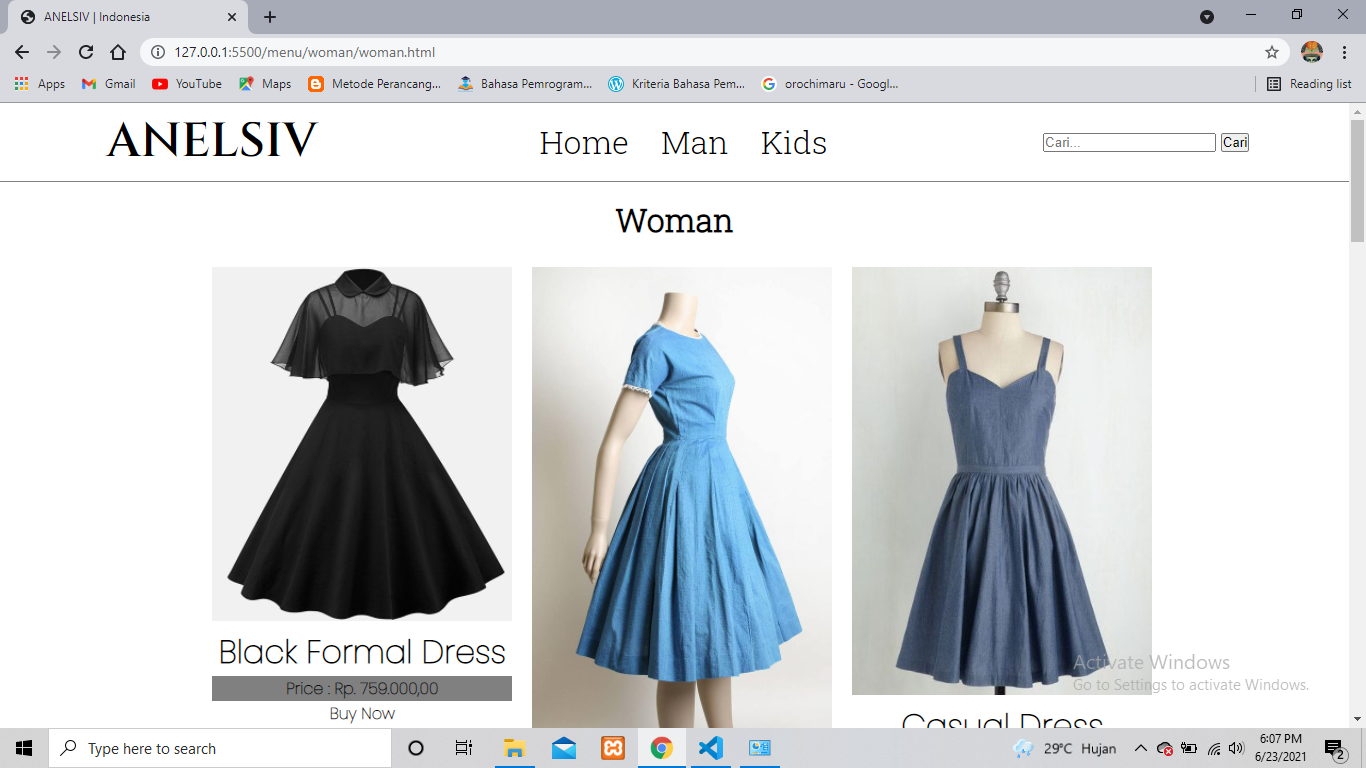 ANELSIV | Indonesia
127.0.0.1:5500/menu/woman/woman.html
Apps Gmail YouTube Maps Metode Perancang... Bahasa Pemrogram... Kriteria Bahasa Pem... orochimaru - Googl... Reading list
ANELSIV Home Man Kids Cari... Cari
Woman
Black Formal Dress
Price : Rp. 759.000,00
Buy Now
Casual Dress
Activate Windows
Go to Settings to activate Windows.
Type here to search
29°C Hujan
6:07 PM
6/23/2021
2